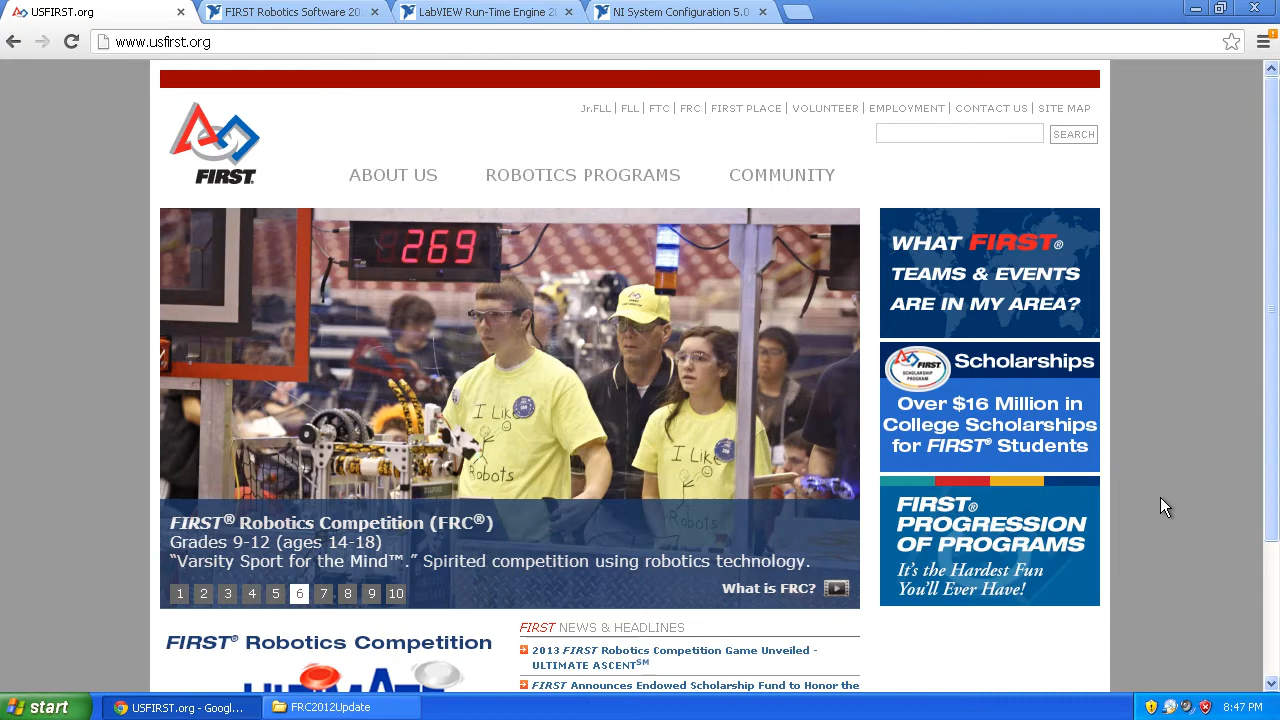 USFIRST.org
FIRST Robotics Software 20
LabVIEW Run-Time Engine 20
NI System Configuration 5.0
www.usfirst.org
Jr.FLL | FLL | FTC | FRC | FIRST PLACE | VOLUNTEER | EMPLOYMENT | CONTACT US | SITE MAP
SEARCH
FIRST.
ABOUT US ROBOTICS PROGRAMS COMMUNITY
269
I Like
Robots
I Like
Robots
FIRST® Robotics Competition (FRC®)
Grades 9-12 (ages 14-18)
“Varsity Sport for the Mind™.” Spirited competition using robotics technology.
What is FRC?
1 2 3 4 5 6 7 8 9 10
WHAT FIRST®
TEAMS & EVENTS
ARE IN MY AREA?
FIRST
SCHOLARSHIP
PROGRAM
Scholarships
Over $16 Million in
College Scholarships
for FIRST® Students
FIRST®
PROGRESSION
OF PROGRAMS
It's the Hardest Fun
You'll Ever Have!
FIRST® Robotics Competition
ULTIMATE
FIRST NEWS & HEADLINES
2013 FIRST Robotics Competition Game Unveiled -
ULTIMATE ASCENT℠
FIRST Announces Endowed Scholarship Fund to Honor the
start
USFIRST.org - Googl...
FRC2012Update
8:47 PM